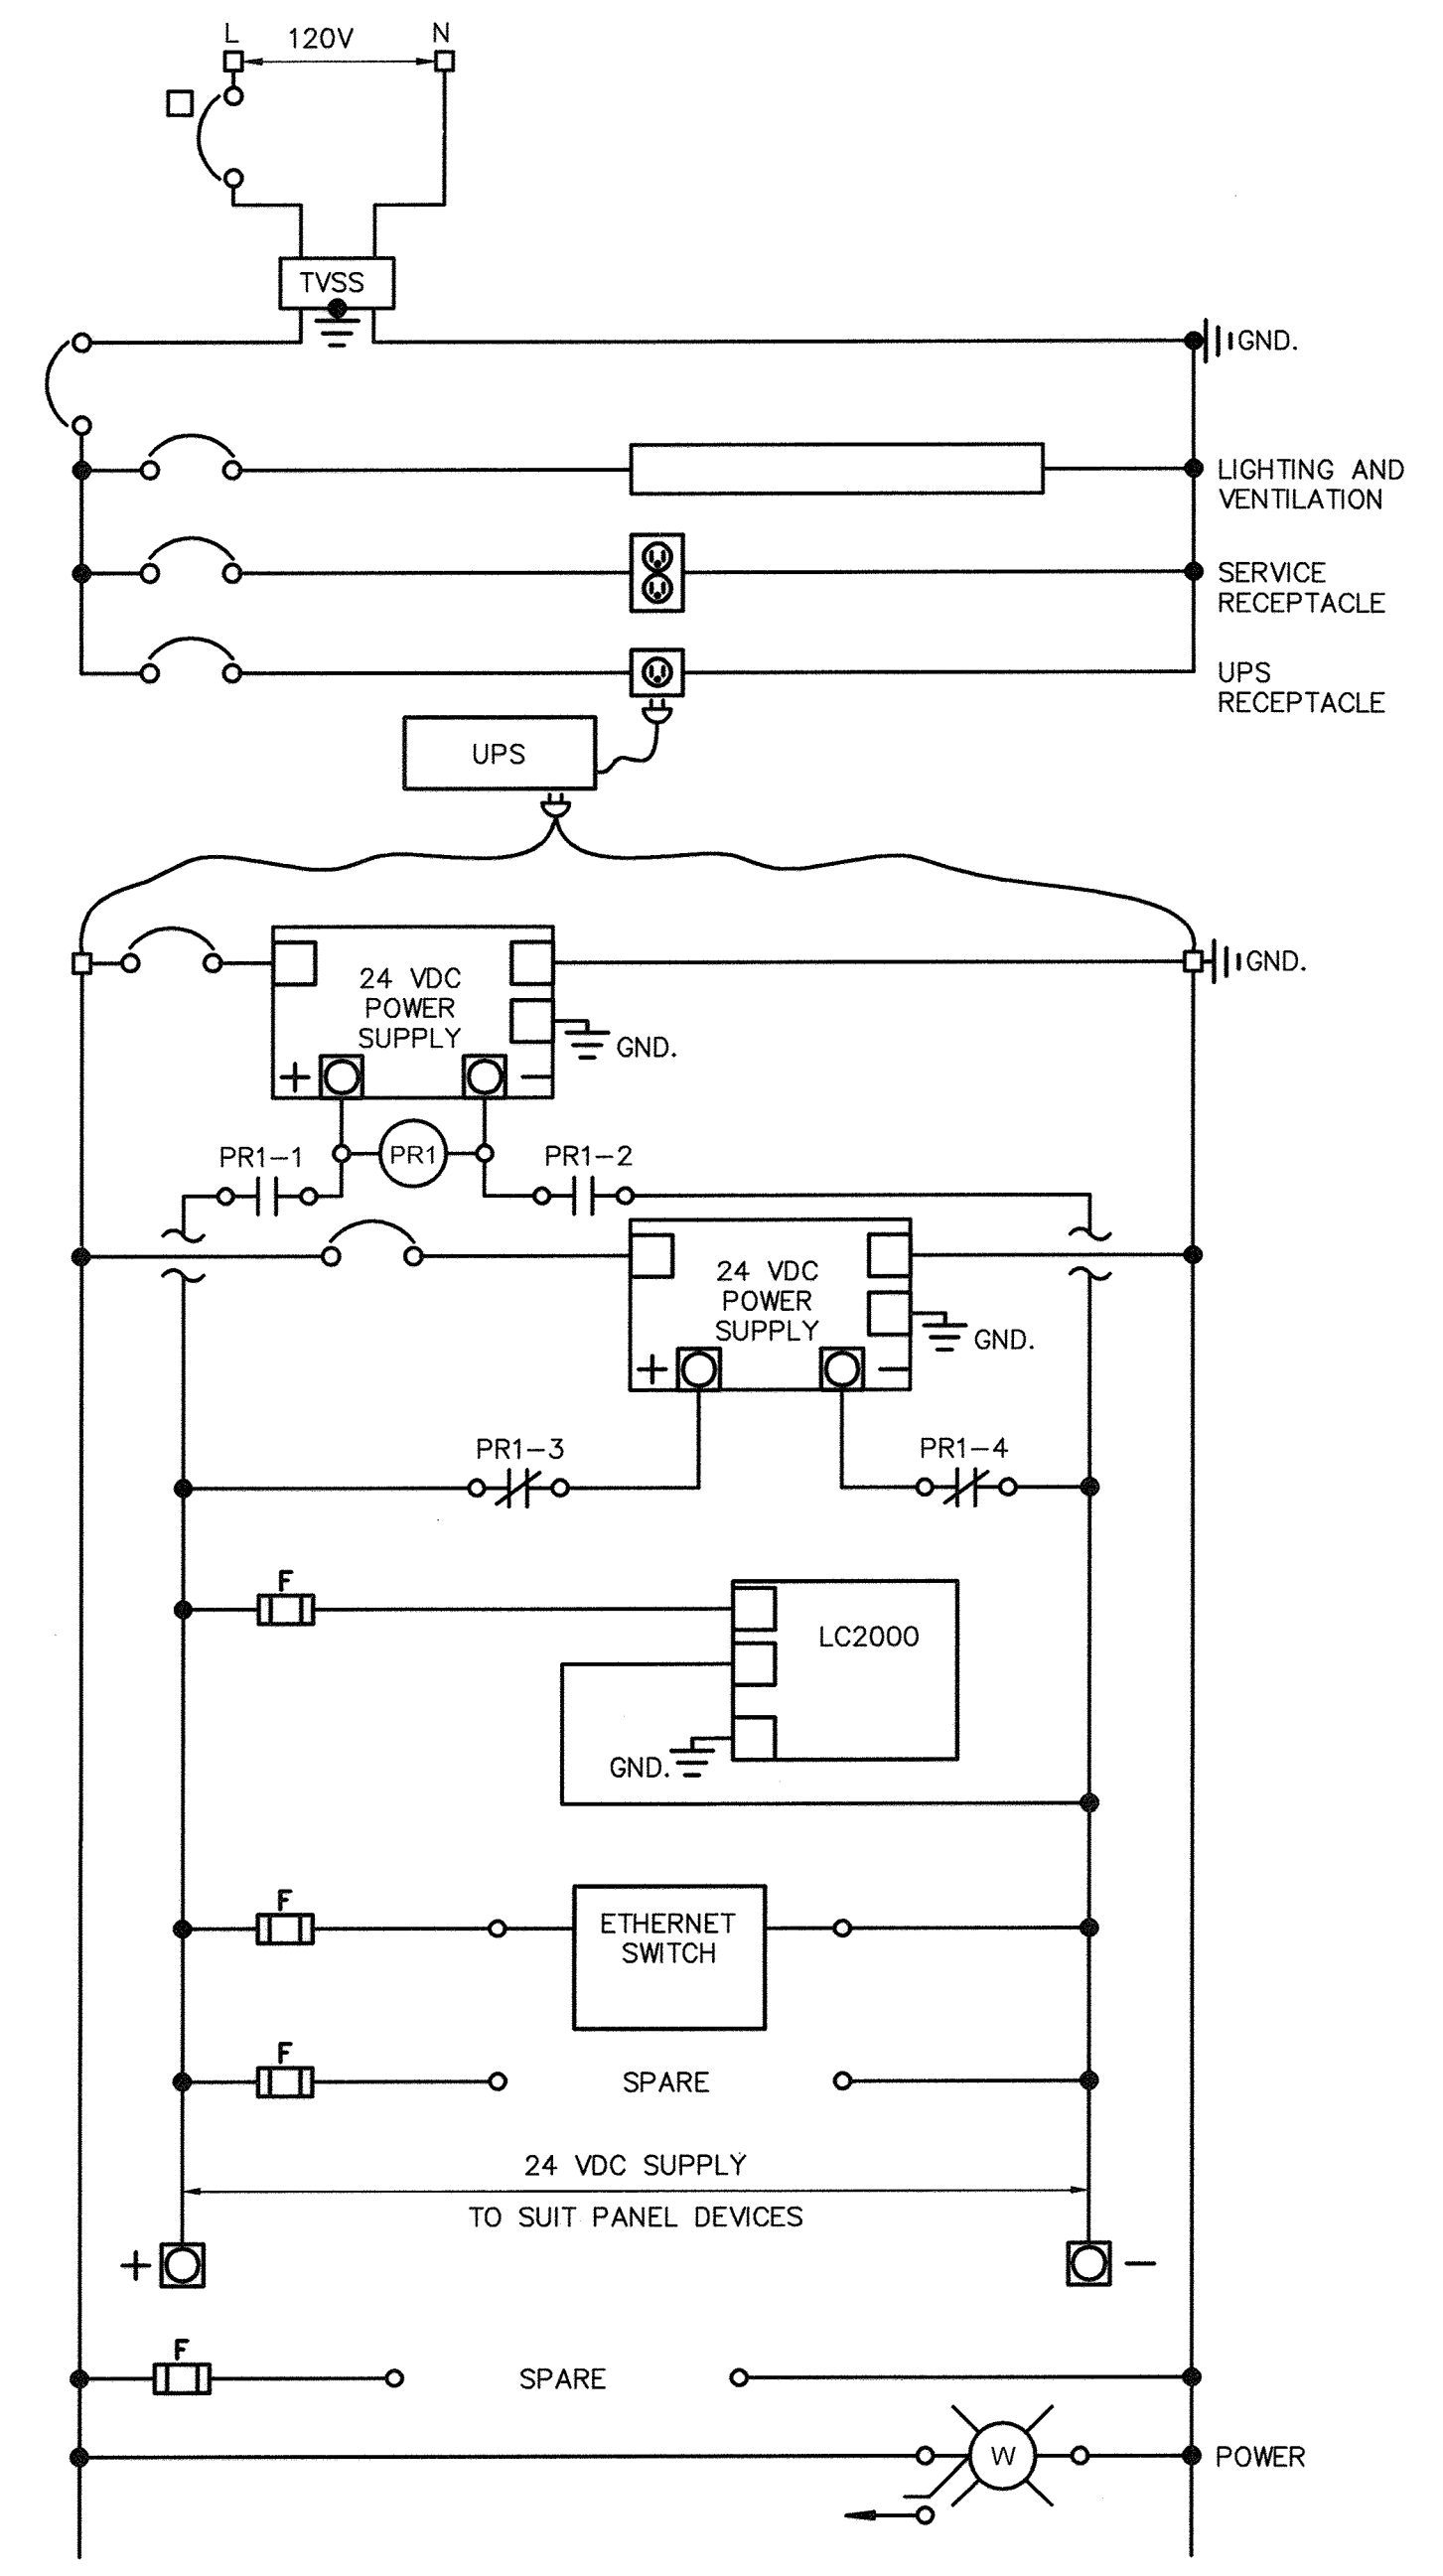 L 120V N
TVSS
GND.
LIGHTING AND
VENTILATION
SERVICE
RECEPTACLE
UPS
RECEPTACLE
UPS
24 VDC
POWER
SUPPLY
GND.
GND.
+ −
PR1−1 PR1 PR1−2
24 VDC
POWER
SUPPLY
GND.
+ −
PR1−3 PR1−4
F
LC2000
GND.
F
ETHERNET
SWITCH
F
SPARE
24 VDC SUPPLY
TO SUIT PANEL DEVICES
+ −
F
SPARE
W POWER